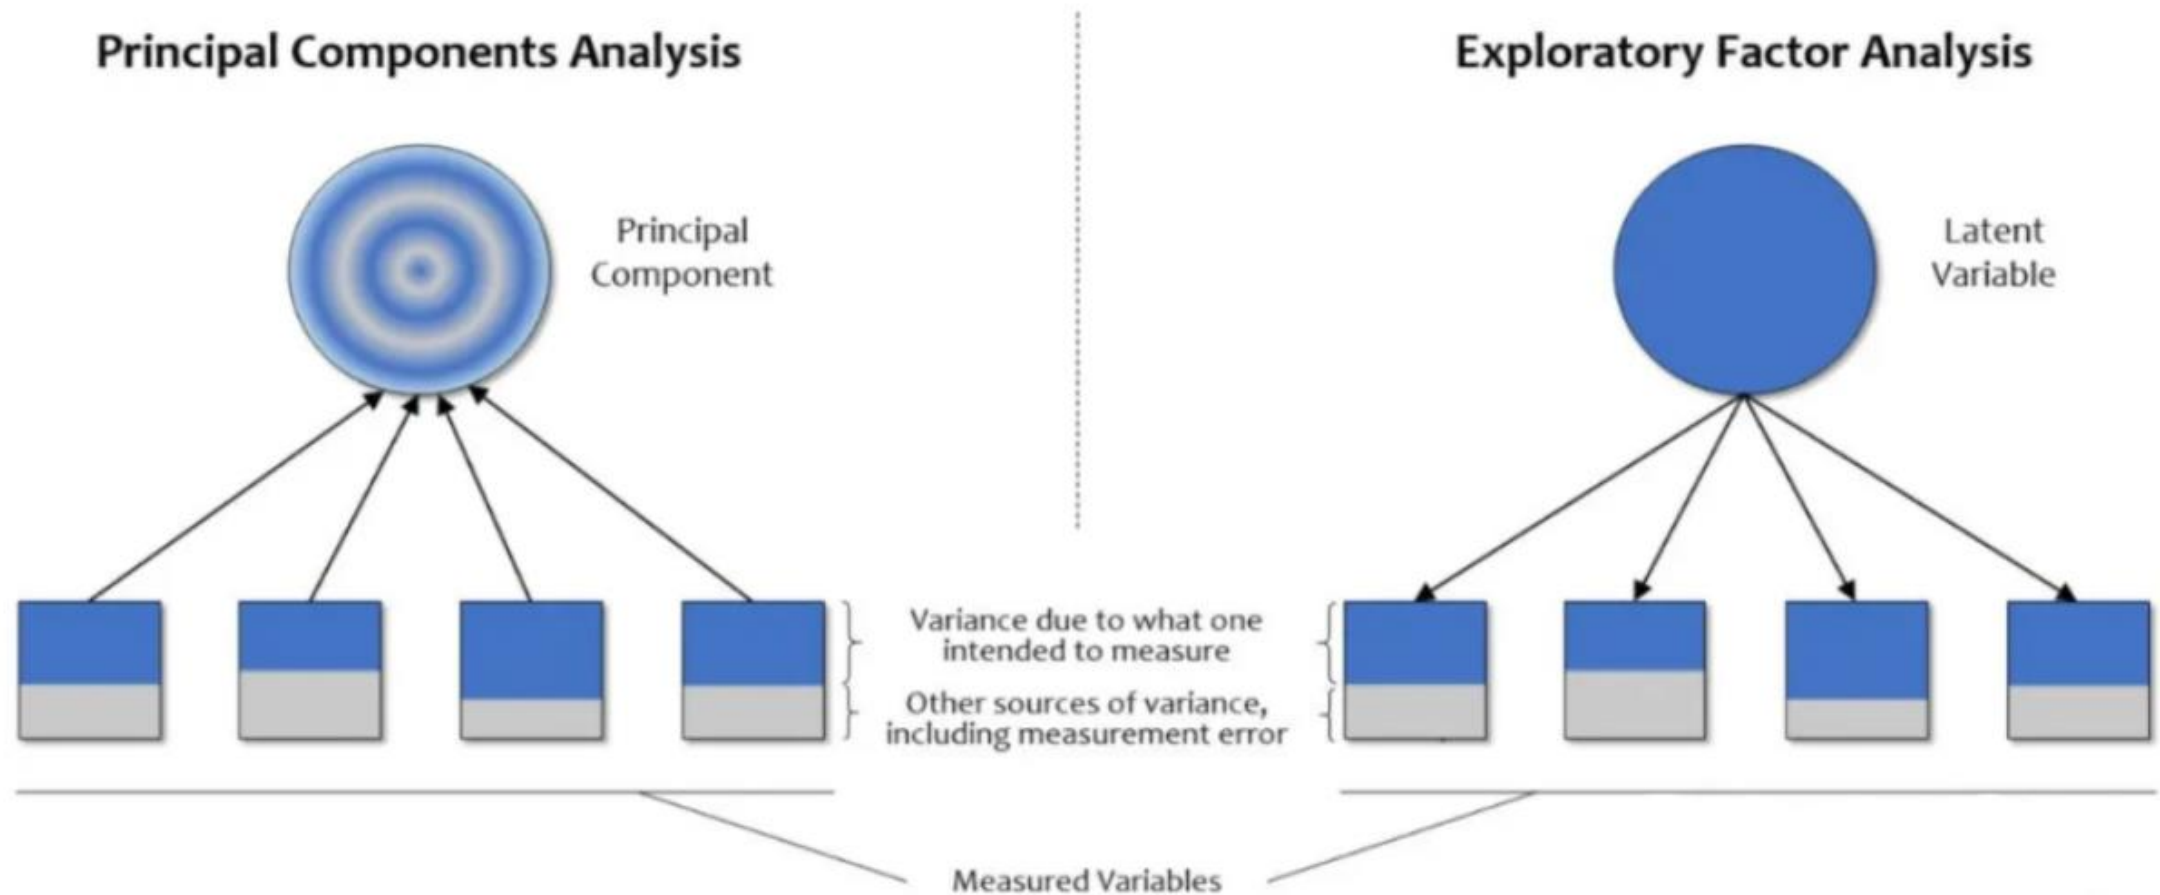 Principal Components Analysis
Exploratory Factor Analysis
Principal
Component
Latent
Variable
Variance due to what one
intended to measure
Other sources of variance,
including measurement error
Measured Variables